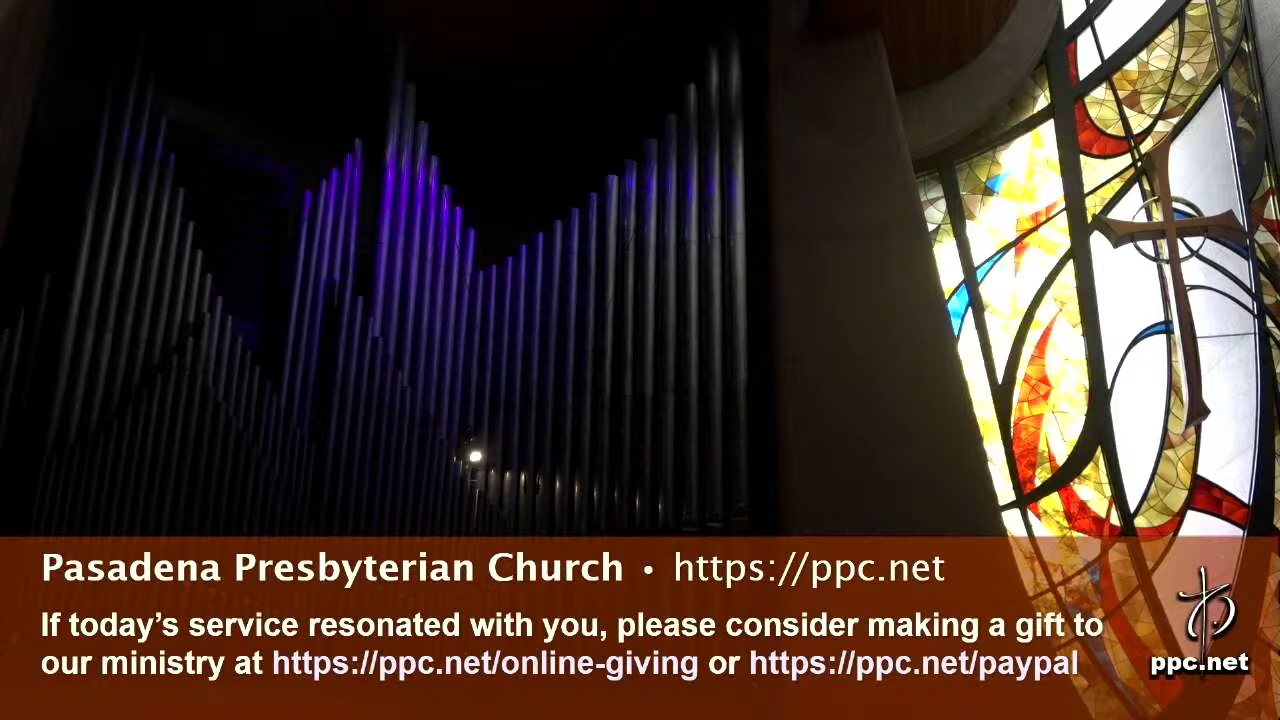 Pasadena Presbyterian Church • https://ppc.net
If today’s service resonated with you, please consider making a gift to
our ministry at https://ppc.net/online-giving or https://ppc.net/paypal
ppc.net